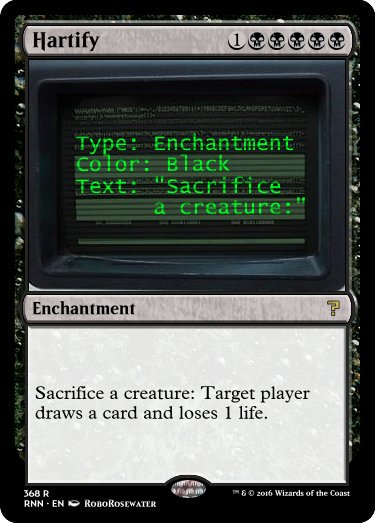 Hartify 1
Type: Enchantment
Color: Black
Text: "Sacrifice
a creature:"
Enchantment
Sacrifice a creature: Target player
draws a card and loses 1 life.
368 R
RNN • EN RoboRosewater
™ & © 2016 Wizards of the Coast